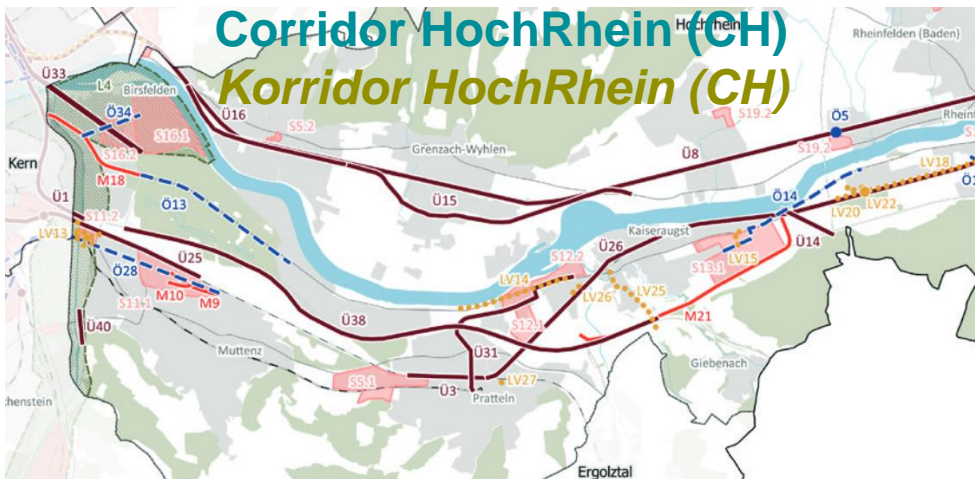 Corridor HochRhein (CH)
Korridor HochRhein (CH)
Hochrhein
Rheinfelden (Baden)
Ü33
L4
Birsfelden
Ö34
S16.1
Ü16
S5.2
S19.2
Ö5
Kern
S16.2
Grenzach-Wyhlen
Ü8
S19.2
M18
LV18
Ü1
S11.2
Ö13
Ü15
Ö14
LV20
LV22
LV13
Kaiseraugst
Ü25
Ü26
LV15
Ü14
Ö28
S12.2
S13.1
S11.1
M10
M9
LV14
LV26
LV25
Ü38
M21
Ü40
S12.1
Muttenz
Ü31
Giebenach
S5.1
Ü3
LV27
Pratteln
Ergolztal